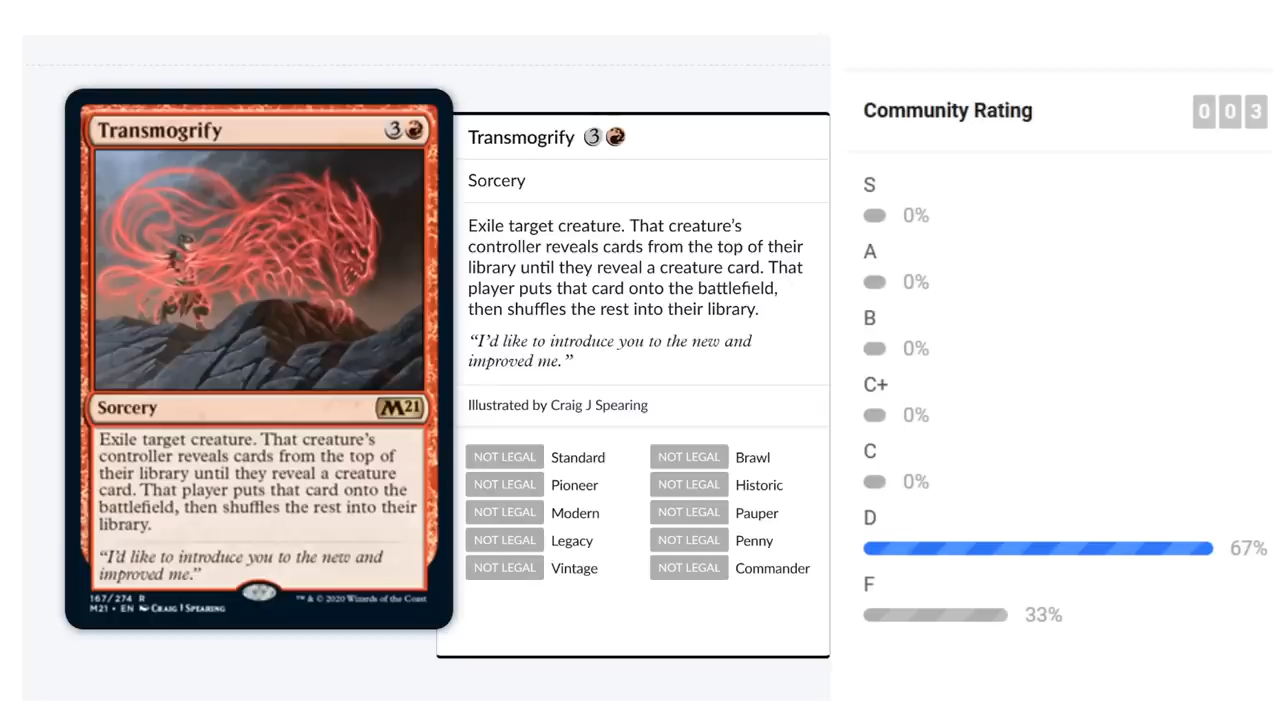 Transmogrify 3
Sorcery M21
Exile target creature. That creature's
controller reveals cards from the top of
their library until they reveal a creature
card. That player puts that card onto the
battlefield, then shuffles the rest into their
library.
"I'd like to introduce you to the new and
improved me."
167/274 R
M21 • EN Craig J Spearing
™ & © 2020 Wizards of the Coast
Transmogrify 3
Sorcery
Exile target creature. That creature's
controller reveals cards from the top of their
library until they reveal a creature card. That
player puts that card onto the battlefield,
then shuffles the rest into their library.
"I'd like to introduce you to the new and
improved me."
Illustrated by Craig J Spearing
NOT LEGAL Standard NOT LEGAL Brawl
NOT LEGAL Pioneer NOT LEGAL Historic
NOT LEGAL Modern NOT LEGAL Pauper
NOT LEGAL Legacy NOT LEGAL Penny
NOT LEGAL Vintage NOT LEGAL Commander
Community Rating 0 0 3
S
0%
A
0%
B
0%
C+
0%
C
0%
D
67%
F
33%